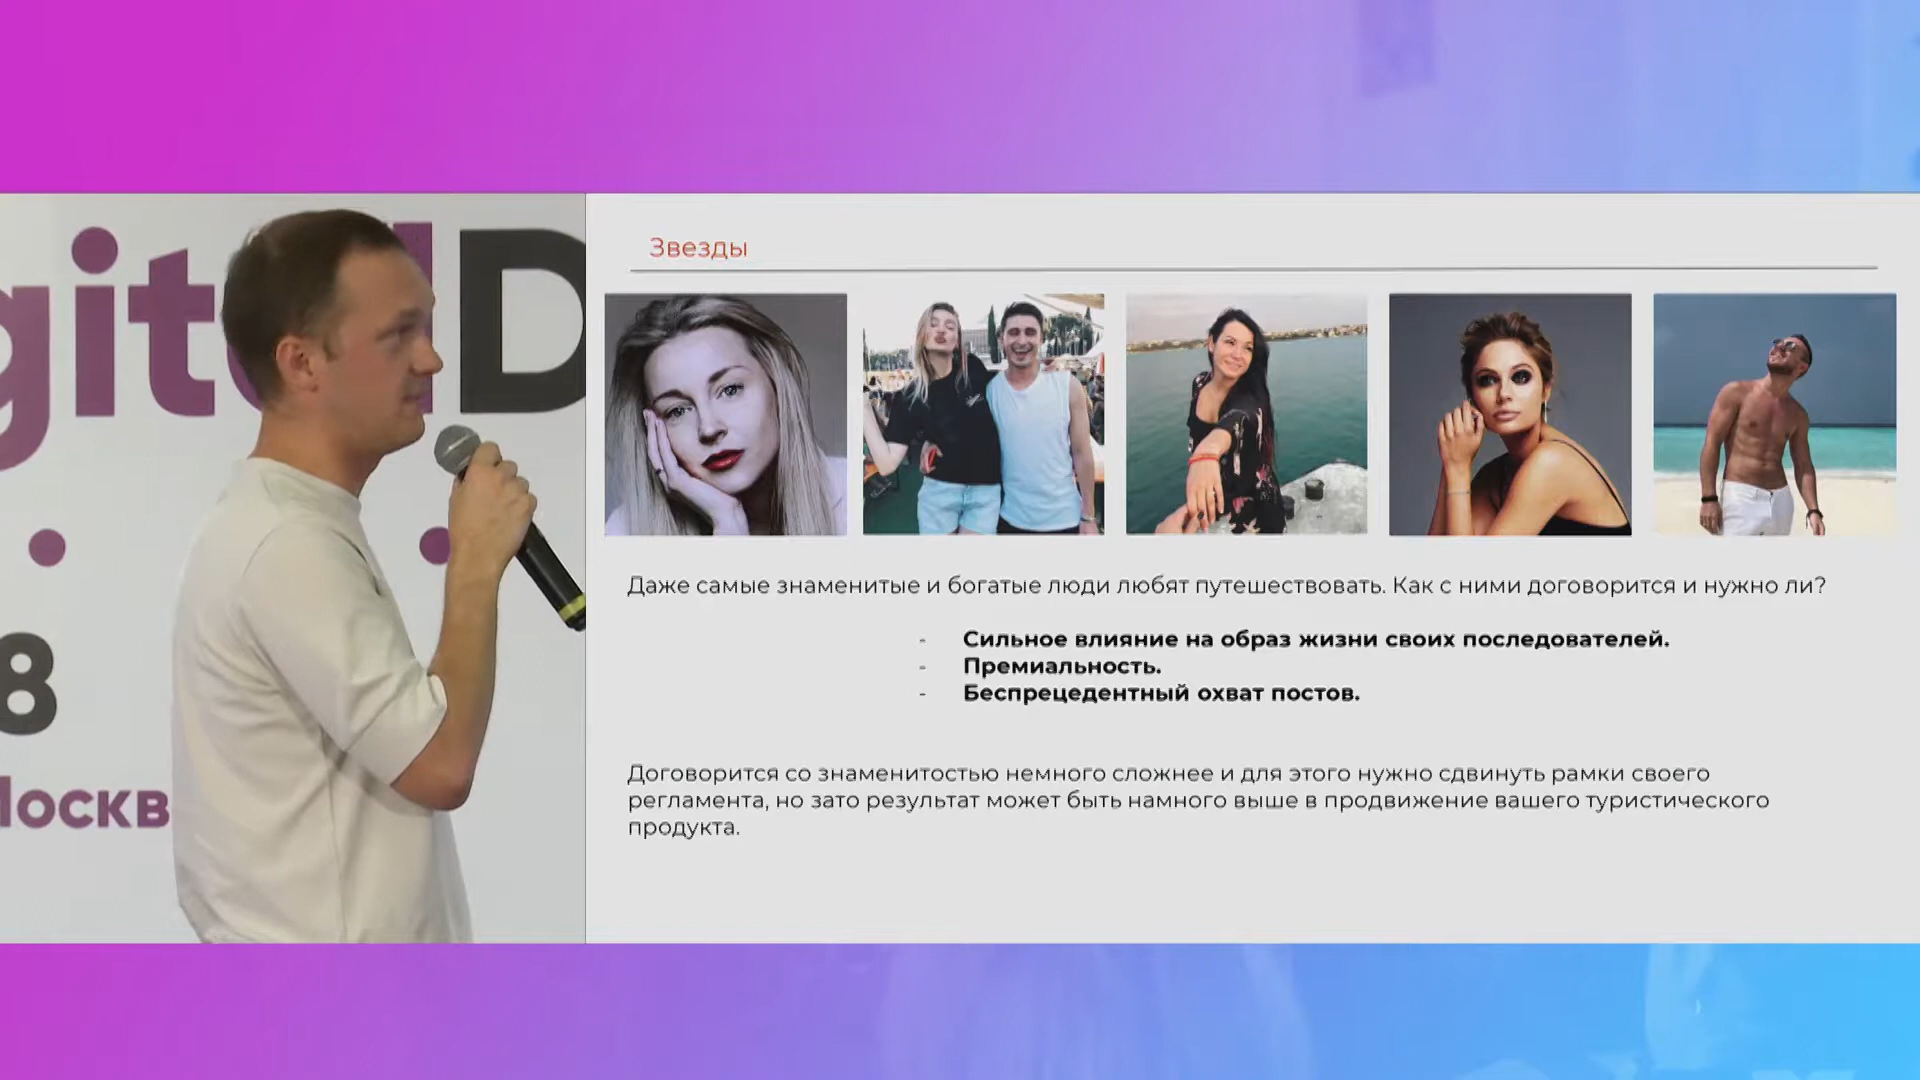 gitalD
8
Москв
Звезды
Даже самые знаменитые и богатые люди любят путешествовать. Как с ними договорится и нужно ли?
- Сильное влияние на образ жизни своих последователей.
- Премиальность.
- Беспрецедентный охват постов.
Договорится со знаменитостью немного сложнее и для этого нужно сдвинуть рамки своего
регламента, но зато результат может быть намного выше в продвижение вашего туристического
продукта.